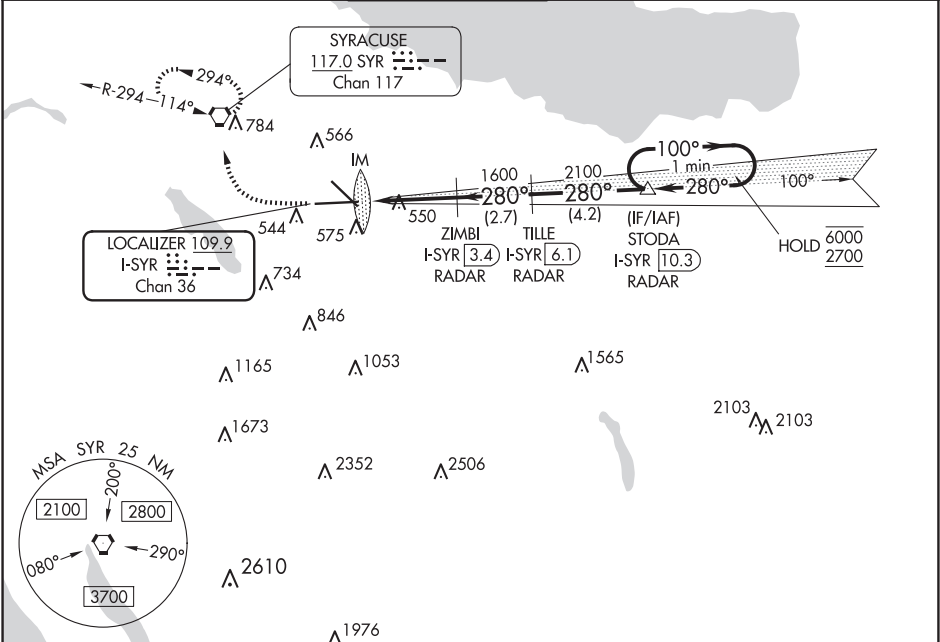 SYRACUSE
117.0 SYR
Chan 117
294°
R-294
114°
784
566
IM
1600
2100
100°
1 min
280°
280°
280°
100°
(2.7)
(4.2)
550
544
575
ZIMBI
I-SYR 3.4
RADAR
TILLE
I-SYR 6.1
RADAR
(IF/IAF)
STODA
I-SYR 10.3
RADAR
HOLD 6000
2700
LOCALIZER 109.9
I-SYR
Chan 36
734
846
1165
1053
1565
1673
2103
2103
2352
2506
MSA SYR 25 NM
200°
2100
2800
080°
290°
3700
2610
1976